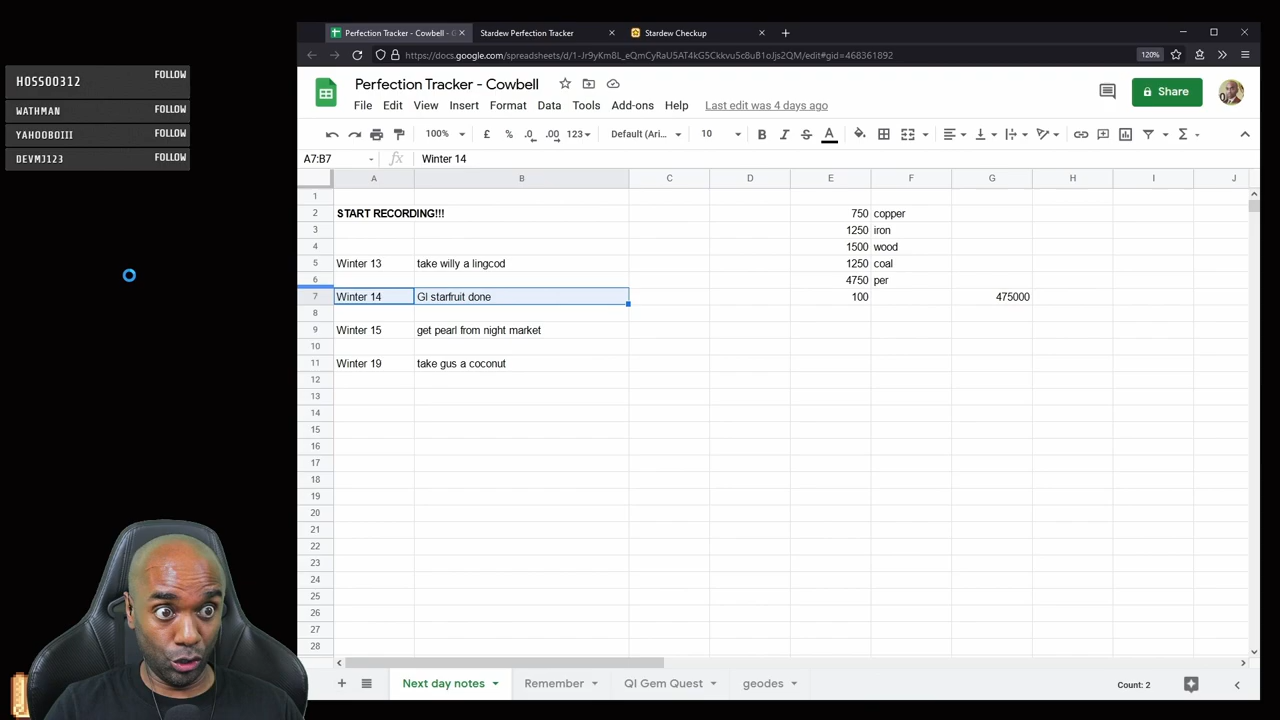 HOSSO0312 FOLLOW
WATHMAN FOLLOW
YAHOOBOIII FOLLOW
DEVMJ123 FOLLOW
Perfection Tracker - Cowbell - G
Stardew Perfection Tracker
Stardew Checkup
https://docs.google.com/spreadsheets/d/1-Jr9yKm8L_eQmCyRaU5AT4kG5Ckkvu5c8uB1oJjs2QM/edit#gid=468361892
120%
Perfection Tracker - Cowbell
File Edit View Insert Format Data Tools Add-ons Help Last edit was 4 days ago
Share
100% £ % .0 .00 123 Default (Ari... 10 B I S A
A7:B7 fx Winter 14
A B C D E F G H I J
1
2 START RECORDING!!! 750 copper
3 1250 iron
4 1500 wood
5 Winter 13 take willy a lingcod 1250 coal
6 4750 per
7 Winter 14 GI starfruit done 100 475000
8
9 Winter 15 get pearl from night market
10
11 Winter 19 take gus a coconut
12
13
14
15
16
17
18
19
20
21
22
23
24
25
26
27
28
Next day notes Remember QI Gem Quest geodes Count: 2